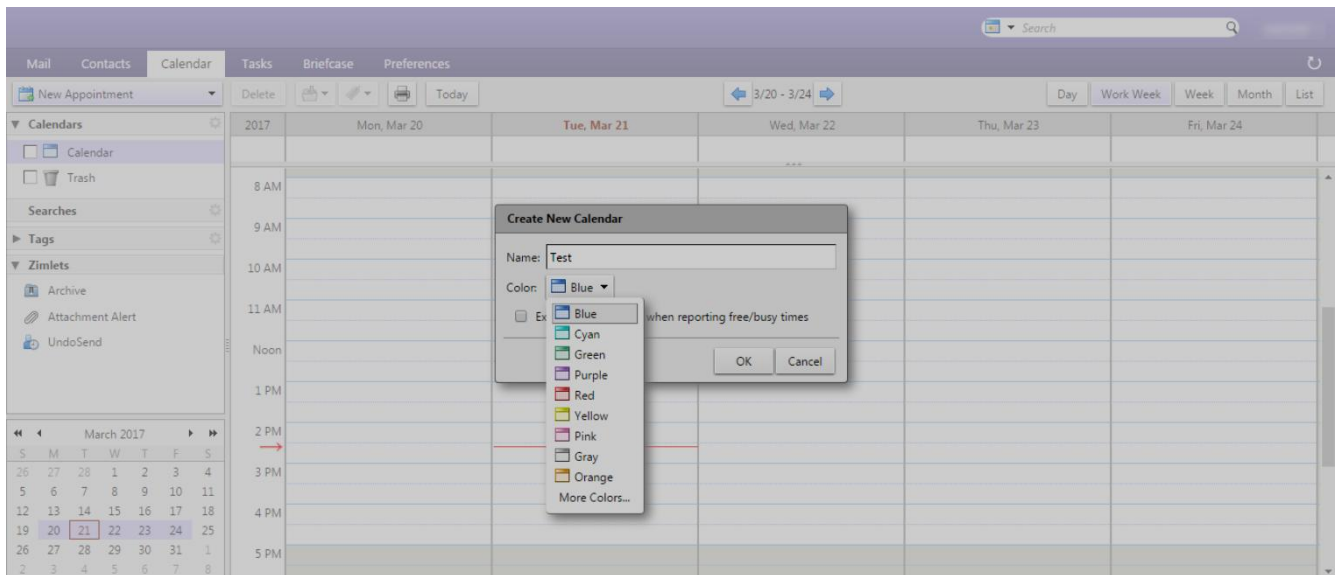 Search
Mail Contacts Calendar Tasks Briefcase Preferences
New Appointment Delete Today 3/20 - 3/24 Day Work Week Week Month List
Calendars
Calendar
Trash
Searches
Tags
Zimlets
Archive
Attachment Alert
UndoSend
March 2017
S M T W T F S
26 27 28 1 2 3 4
5 6 7 8 9 10 11
12 13 14 15 16 17 18
19 20 21 22 23 24 25
26 27 28 29 30 31 1
2 3 4 5 6 7 8
2017 Mon, Mar 20 Tue, Mar 21 Wed, Mar 22 Thu, Mar 23 Fri, Mar 24
8 AM
9 AM
10 AM
11 AM
Noon
1 PM
2 PM
3 PM
4 PM
5 PM
Create New Calendar
Name: Test
Color: Blue
Ex when reporting free/busy times
Blue
Cyan
Green
Purple
Red
Yellow
Pink
Gray
Orange
More Colors...
OK Cancel